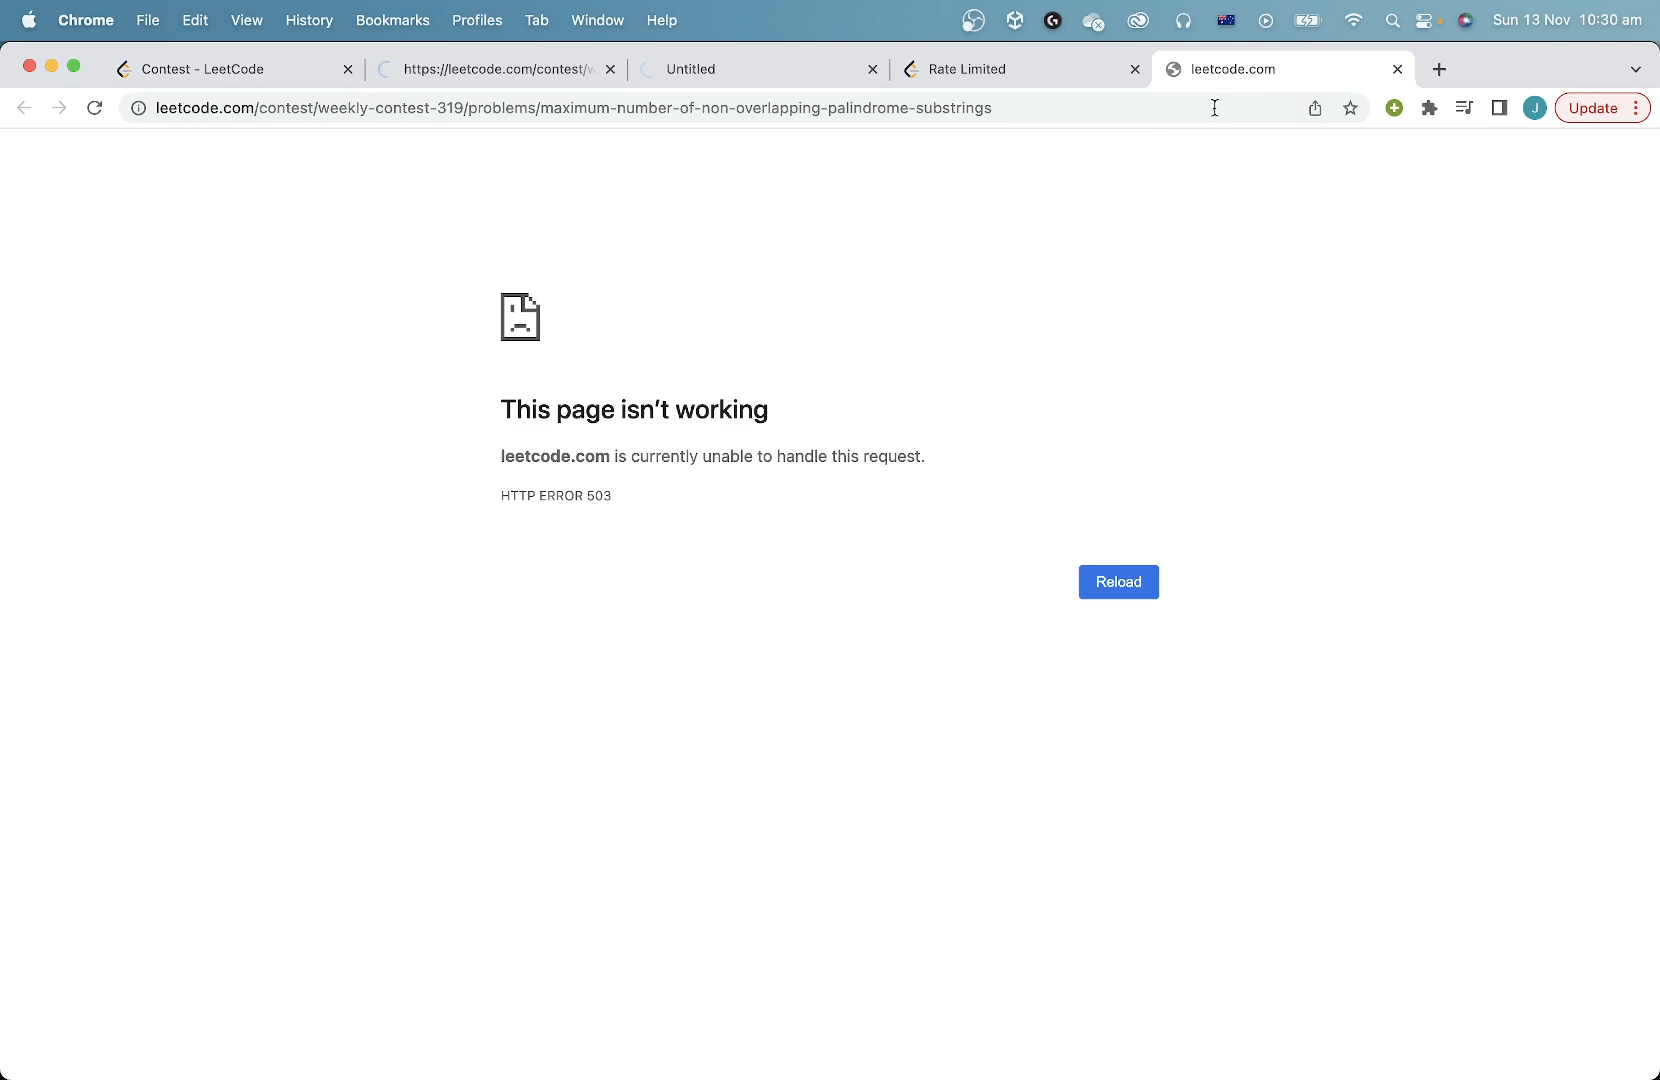 Chrome File Edit View History Bookmarks Profiles Tab Window Help Sun 13 Nov 10:30 am
Contest - LeetCode https://leetcode.com/contest/w Untitled Rate Limited leetcode.com
leetcode.com/contest/weekly-contest-319/problems/maximum-number-of-non-overlapping-palindrome-substrings J Update
This page isn't working
leetcode.com is currently unable to handle this request.
HTTP ERROR 503
Reload